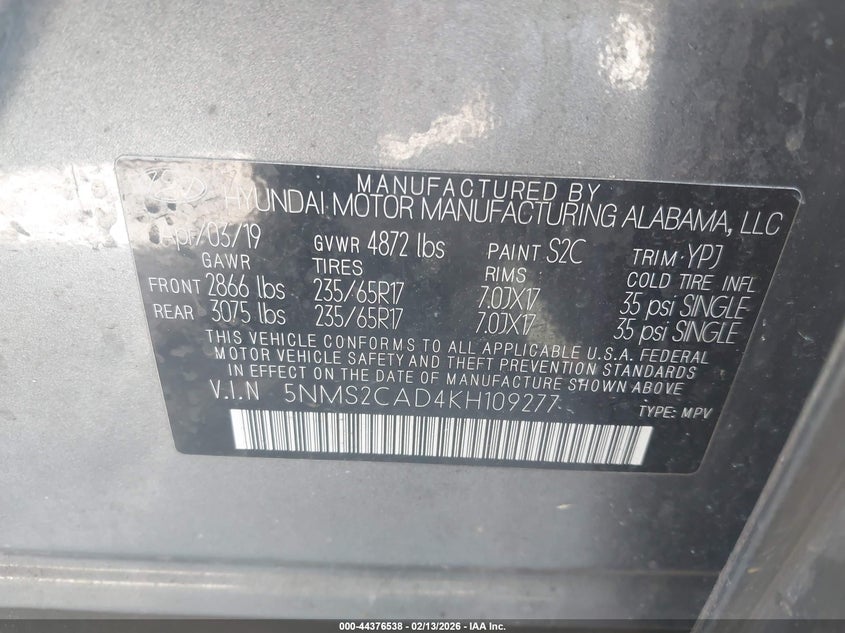 MANUFACTURED BY
HYUNDAI MOTOR MANUFACTURING ALABAMA, LLC
Apr/03/19 GVWR 4872 lbs PAINT S2C TRIM YPJ
GAWR TIRES RIMS COLD TIRE INFL
FRONT 2866 lbs 235/65R17 7.0JX17 35 psi SINGLE
REAR 3075 lbs 235/65R17 7.0JX17 35 psi SINGLE
THIS VEHICLE CONFORMS TO ALL APPLICABLE U.S.A. FEDERAL
MOTOR VEHICLE SAFETY AND THEFT PREVENTION STANDARDS
IN EFFECT ON THE DATE OF MANUFACTURE SHOWN ABOVE
V.I.N 5NMS2CAD4KH109277 TYPE: MPV
000-44376538 - 02/13/2026 - IAA Inc.